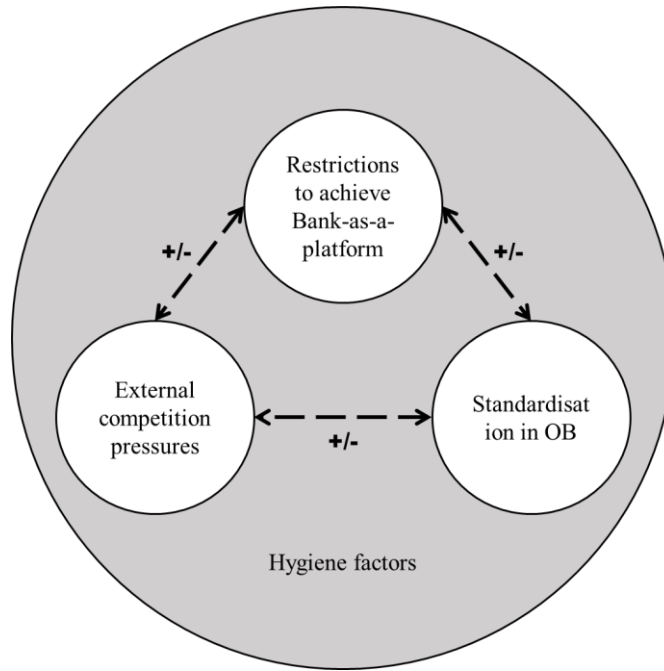 Restrictions
to achieve
Bank-as-a-
platform
+/-
+/-
External
competition
pressures
+/-
Standardisat
ion in OB
Hygiene factors